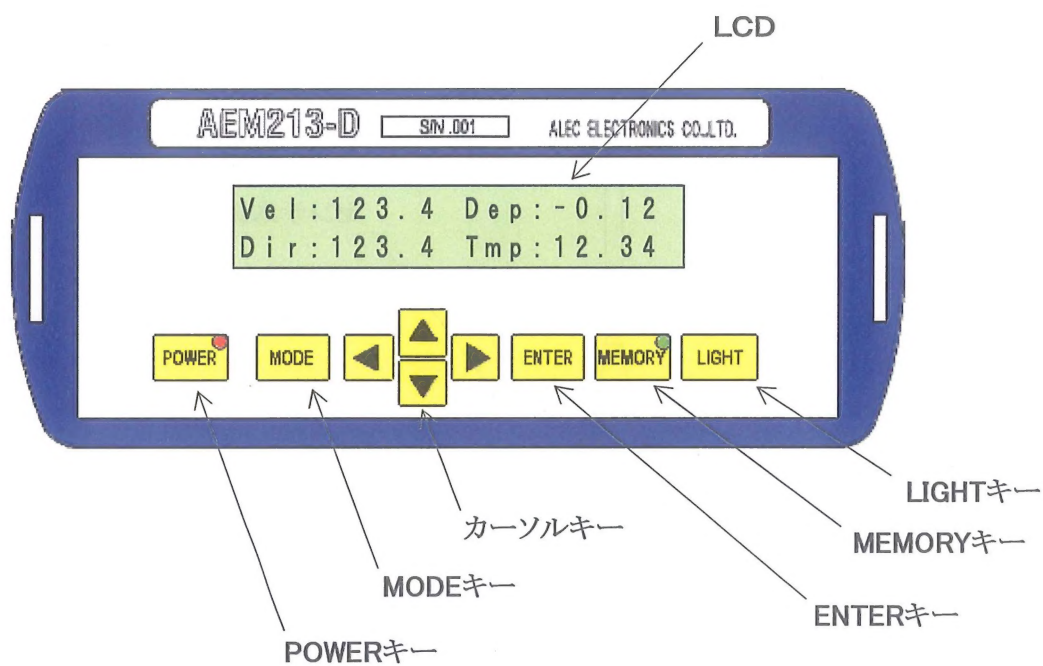 LCD
AEM213-D S/N .001 ALEC ELECTRONICS CO.,LTD.
Vel:123.4 Dep:-0.12
Dir:123.4 Tmp:12.34
POWER MODE ENTER MEMORY LIGHT
LIGHTキー
カーソルキー
MEMORYキー
MODEキー
ENTERキー
POWERキー